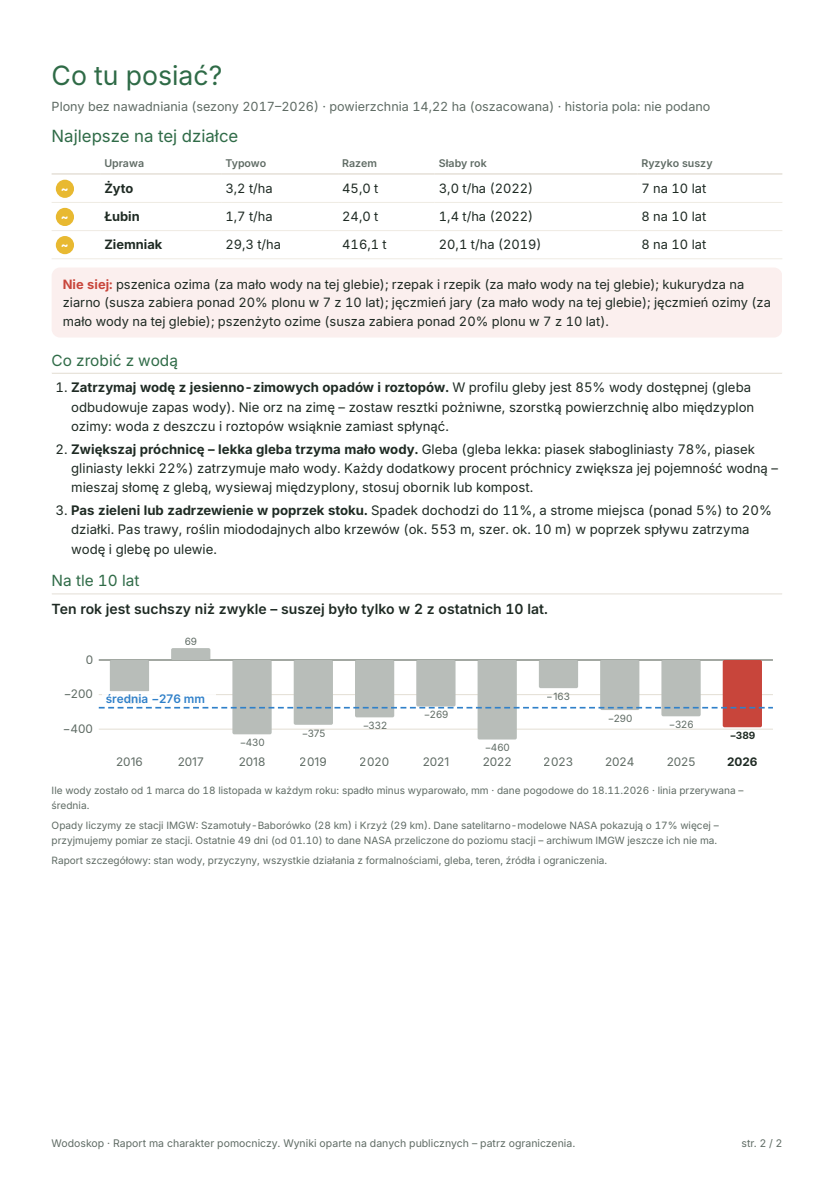 Co tu posiać?
Plony bez nawadniania (sezony 2017–2026) · powierzchnia 14,22 ha (oszacowana) · historia pola: nie podano
Najlepsze na tej działce
Uprawa Typowo Razem Słaby rok Ryzyko suszy
~ Żyto 3,2 t/ha 45,0 t 3,0 t/ha (2022) 7 na 10 lat
~ Łubin 1,7 t/ha 24,0 t 1,4 t/ha (2022) 8 na 10 lat
~ Ziemniak 29,3 t/ha 416,1 t 20,1 t/ha (2019) 8 na 10 lat
Nie siej: pszenica ozima (za mało wody na tej glebie); rzepak i rzepik (za mało wody na tej glebie); kukurydza na
ziarno (susza zabiera ponad 20% plonu w 7 z 10 lat); jęczmień jary (za mało wody na tej glebie); jęczmień ozimy (za
mało wody na tej glebie); pszenżyto ozime (susza zabiera ponad 20% plonu w 7 z 10 lat).
Co zrobić z wodą
1. Zatrzymaj wodę z jesienno-zimowych opadów i roztopów. W profilu gleby jest 85% wody dostępnej (gleba
odbudowuje zapas wody). Nie orz na zimę – zostaw resztki pożniwne, szorstką powierzchnię albo międzyplon
ozimy: woda z deszczu i roztopów wsiąknie zamiast spłynąć.
2. Zwiększaj próchnicę – lekka gleba trzyma mało wody. Gleba (gleba lekka: piasek słabogliniasty 78%, piasek
gliniasty lekki 22%) zatrzymuje mało wody. Każdy dodatkowy procent próchnicy zwiększa jej pojemność wodną –
mieszaj słomę z glebą, wysiewaj międzyplony, stosuj obornik lub kompost.
3. Pas zieleni lub zadrzewienie w poprzek stoku. Spadek dochodzi do 11%, a strome miejsca (ponad 5%) to 20%
działki. Pas trawy, roślin miododajnych albo krzewów (ok. 553 m, szer. ok. 10 m) w poprzek spływu zatrzyma
wodę i glebę po ulewie.
Na tle 10 lat
Ten rok jest suchszy niż zwykle – suszej było tylko w 2 z ostatnich 10 lat.
69
0
−200
−400
średnia −276 mm
−430
−375
−332
−269
−460
−163
−290
−326
−389
2016 2017 2018 2019 2020 2021 2022 2023 2024 2025 2026
Ile wody zostało od 1 marca do 18 listopada w każdym roku: spadło minus wyparowało, mm · dane pogodowe do 18.11.2026 · linia przerywana –
średnia.
Opady liczymy ze stacji IMGW: Szamotuły-Baborówko (28 km) i Krzyż (29 km). Dane satelitarno-modelowe NASA pokazują o 17% więcej –
przyjmujemy pomiar ze stacji. Ostatnie 49 dni (od 01.10) to dane NASA przeliczone do poziomu stacji – archiwum IMGW jeszcze ich nie ma.
Raport szczegółowy: stan wody, przyczyny, wszystkie działania z formalnościami, gleba, teren, źródła i ograniczenia.
Wodoskop · Raport ma charakter pomocniczy. Wyniki oparte na danych publicznych – patrz ograniczenia. str. 2 / 2